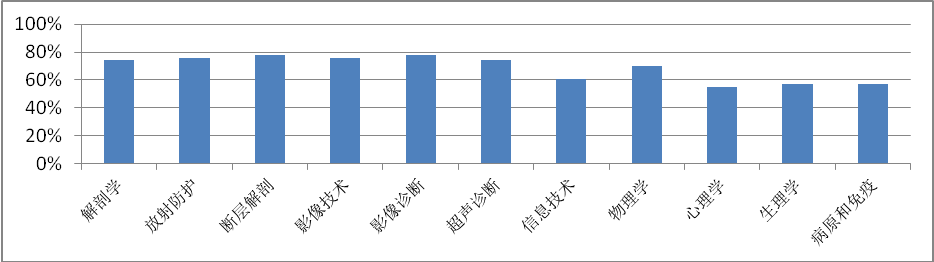 100%
80%
60%
40%
20%
0%
解剖学
放射防护
断层解剖
影像技术
影像诊断
超声诊断
信息技术
物理学
心理学
生理学
病原和免疫